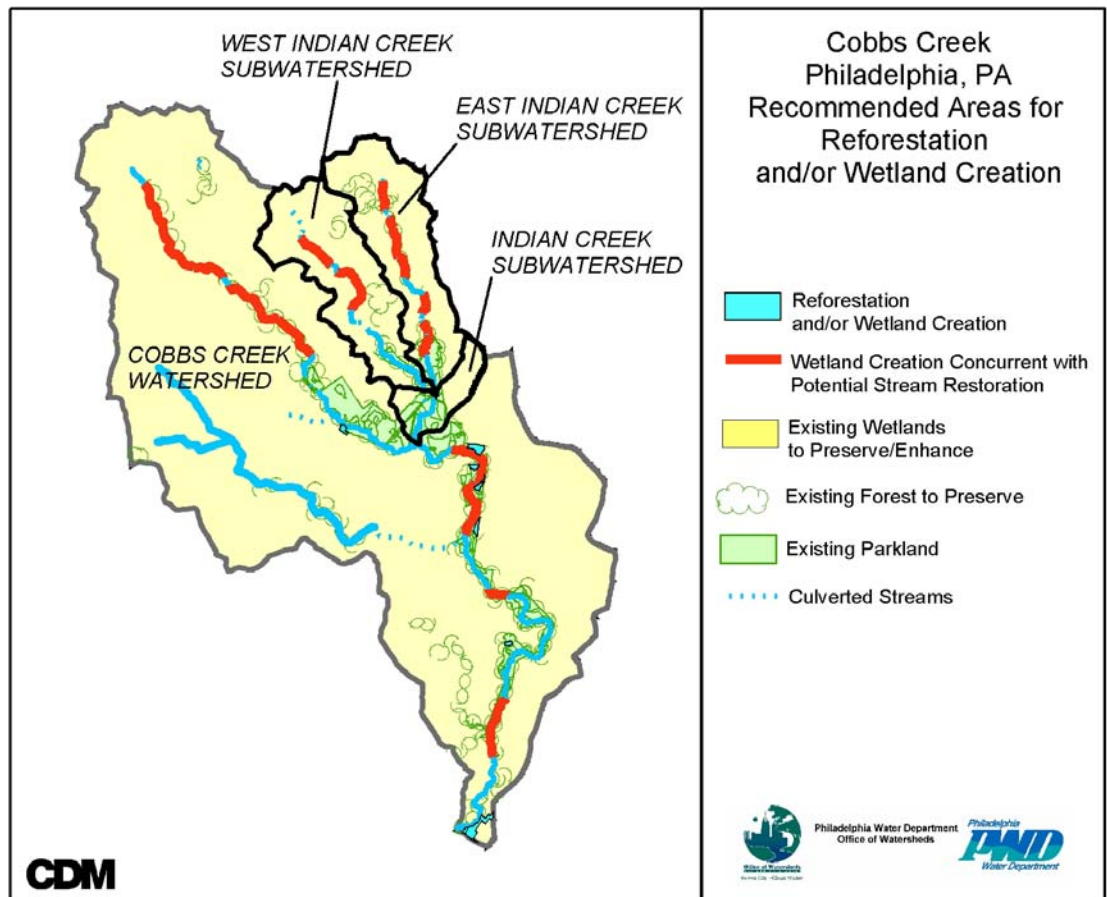 WEST INDIAN CREEK
SUBWATERSHED
EAST INDIAN CREEK
SUBWATERSHED
INDIAN CREEK
SUBWATERSHED
COBBS CREEK
WATERSHED
CDM
Cobbs Creek
Philadelphia, PA
Recommended Areas for
Reforestation
and/or Wetland Creation
Reforestation
and/or Wetland Creation
Wetland Creation Concurrent with
Potential Stream Restoration
Existing Wetlands
to Preserve/Enhance
Existing Forest to Preserve
Existing Parkland
Culverted Streams
Office of Watersheds
Philadelphia Water Department
Office of Watersheds
Philadelphia
PWD
Water Department